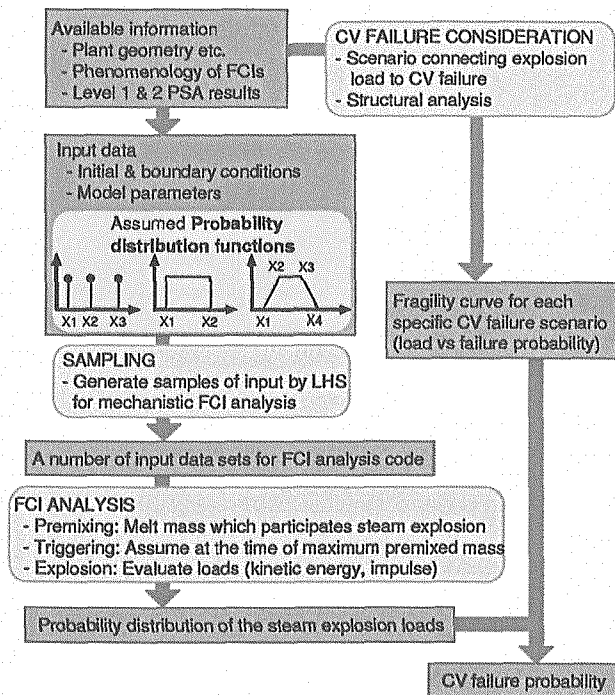 Available information
- Plant geometry etc.
- Phenomenology of FCIs
- Level 1 & 2 PSA results
CV FAILURE CONSIDERATION
- Scenario connecting explosion
load to CV failure
- Structural analysis
Input data
- Initial & boundary conditions
- Model parameters
Assumed Probability
distribution functions
X1 X2 X3
X1 X2
X2 X3
X1 X4
Fragility curve for each
specific CV failure scenario
(load vs failure probability)
SAMPLING
- Generate samples of input by LHS
for mechanistic FCI analysis
A number of input data sets for FCI analysis code
FCI ANALYSIS
- Premixing: Melt mass which participates steam explosion
- Triggering: Assume at the time of maximum premixed mass
- Explosion: Evaluate loads (kinetic energy, impulse)
Probability distribution of the steam explosion loads
CV failure probability